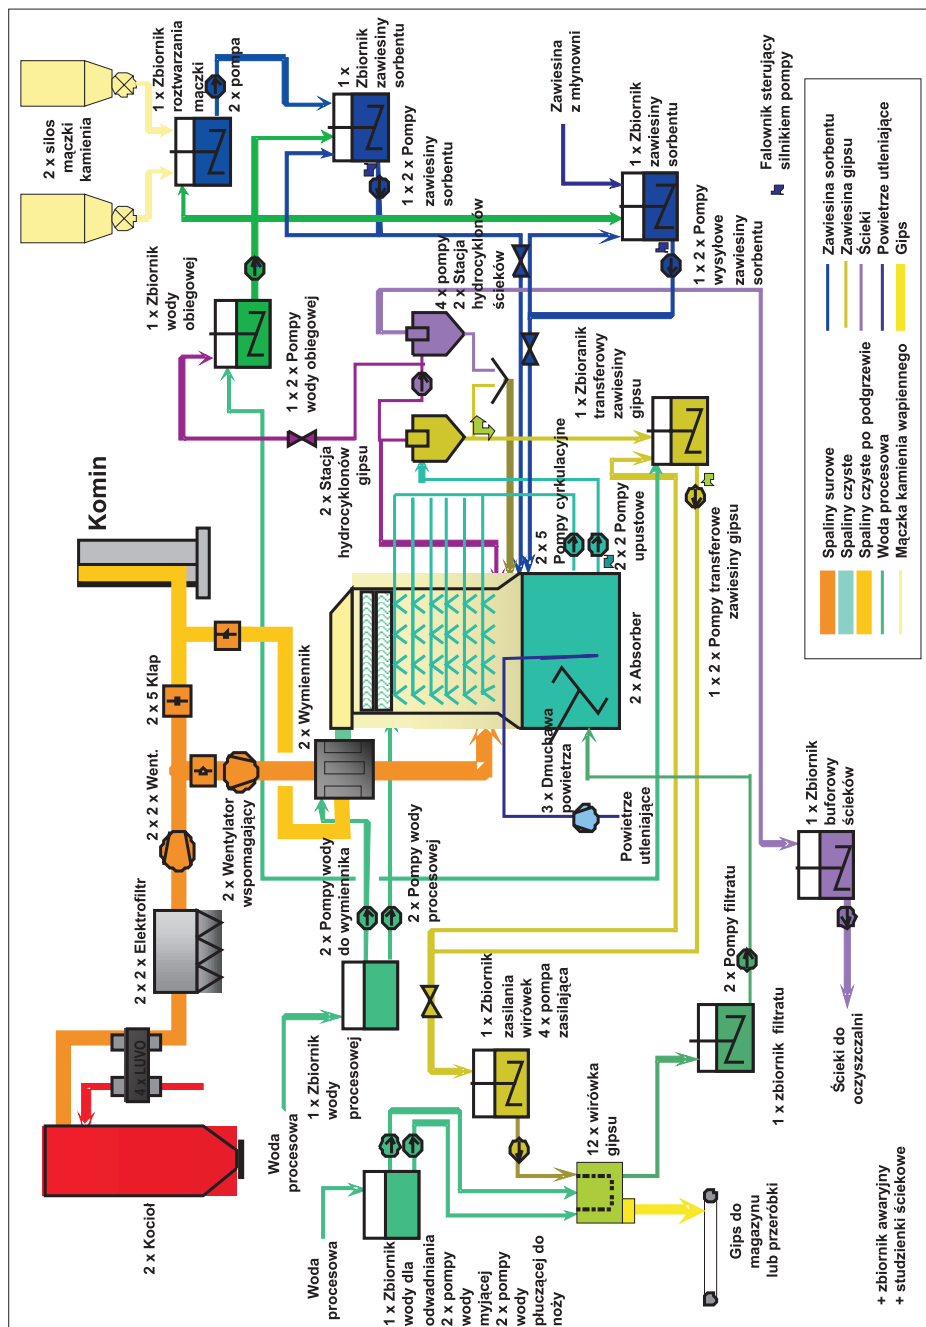 2 x silos
mączki
kamienia
1 x Zbiornik
roztwarzania
mączki
2 x pompa
1 x
Zbiornik
zawiesiny
sorbentu
1 x 2 x Pompy
zawiesiny
sorbentu
Zawiesina
z młynowni
1 x Zbiornik
zawiesiny
sorbentu
1 x 2 x Pompy
wysyłowe
zawiesiny
sorbentu
Falownik sterujący
silnikiem pompy
1 x Zbiornik
wody
obiegowej
1 x 2 x Pompy
wody obiegowej
4 x pompy
2 x Stacja
hydrocyklonów
ścieków
2 x Stacja
hydrocyklonów
gipsu
1 x Zbioranik
transferowy
zawiesiny
gipsu
Komin
2 x 5 Klap
2 x 2 x Went.
2 x Wentylator
wspomagający
2 x Wymiennik
2 x 5
Pompy cyrkulacyjne
2 x 2 Pompy
upustowe
1 x 2 x Pompy transferowe
zawiesiny gipsu
2 x Absorber
3 x Dmuchawa
powietrza
Powietrze
utleniające
2 x 2 x Elektrofiltr
4 x LUVO
2 x Kocioł
2 x Pompy wody
do wymiennika
2 x Pompy wody
procesowej
Woda
procesowa
1 x Zbiornik
wody
procesowej
1 x Zbiornik
zasilania
wirówek
4 x pompa
zasilająca
2 x Pompy filtratu
1 x zbiornik filtratu
1 x Zbiornik
buforowy
ścieków
Ścieki do
oczyszczalni
12 x wirówka
gipsu
Woda
procesowa
1 x Zbiornik
wody dla
odwadniania
2 x pompy
wody
myjącej
2 x pompy
wody
płuczącej do
noży
Gips do
magazynu
lub przeróbki
+ zbiornik awaryjny
+ studzienki ściekowe
Spaliny surowe
Spaliny czyste
Spaliny czyste po podgrzewie
Woda procesowa
Mączka kamienia wapiennego
Zawiesina sorbentu
Zawiesina gipsu
Ścieki
Powietrze utleniające
Gips